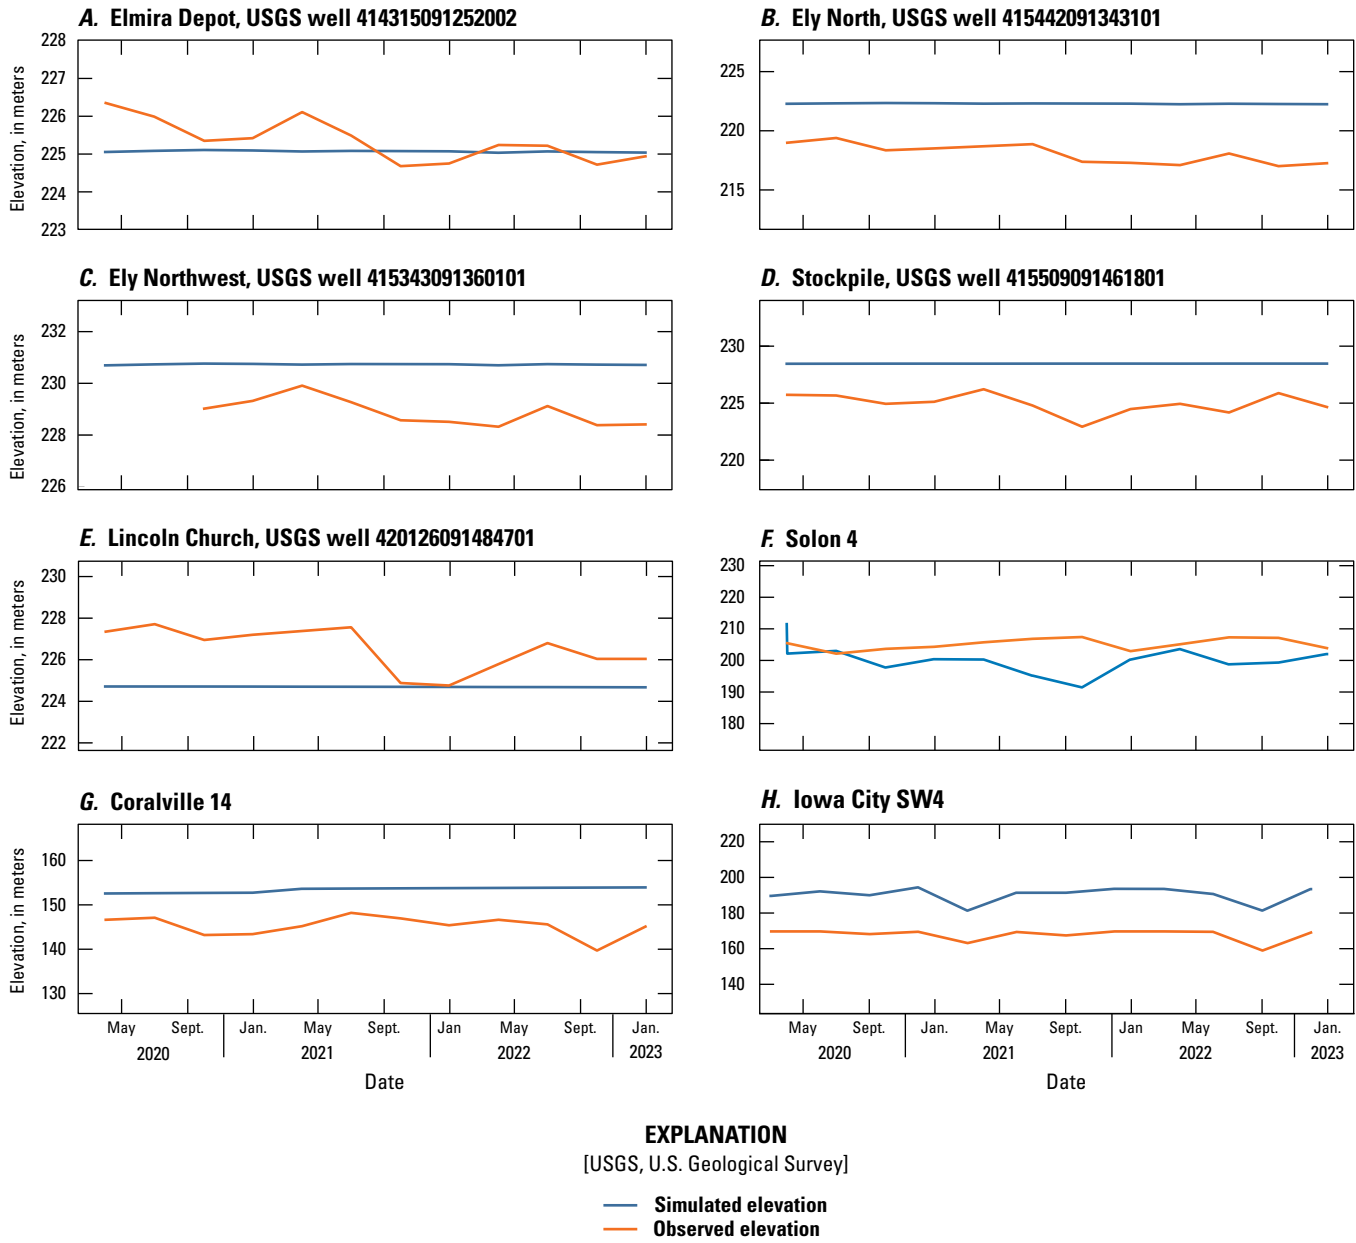 A. Elmira Depot, USGS well 414315091252002
228
227
226
225
224
223
Elevation, in meters
B. Ely North, USGS well 415442091343101
225
220
215
C. Ely Northwest, USGS well 415343091360101
232
230
228
226
Elevation, in meters
D. Stockpile, USGS well 415509091461801
230
225
220
E. Lincoln Church, USGS well 420126091484701
230
228
226
224
222
Elevation, in meters
F. Solon 4
230
220
210
200
190
180
G. Coralville 14
160
150
140
130
Elevation, in meters
May Sept. Jan. May Sept. Jan May Sept. Jan.
2020 2021 2022 2023
Date
H. Iowa City SW4
220
200
180
160
140
May Sept. Jan. May Sept. Jan May Sept. Jan.
2020 2021 2022 2023
Date
EXPLANATION
[USGS, U.S. Geological Survey]
Simulated elevation
Observed elevation